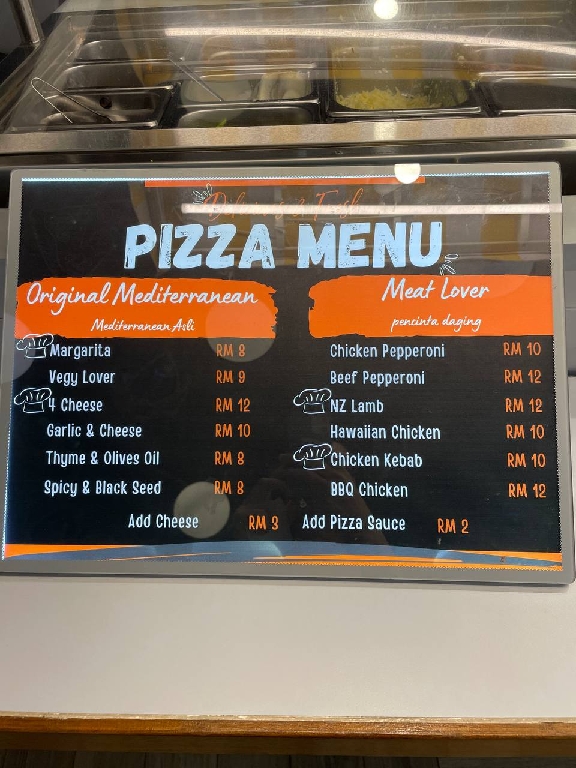 Delicious & Fresh
PIZZA MENU
Original Mediterranean
Mediterranean Asli
Margarita RM 8
Vegy Lover RM 9
4 Cheese RM 12
Garlic & Cheese RM 10
Thyme & Olives Oil RM 8
Spicy & Black Seed RM 8
Meat Lover
pencinta daging
Chicken Pepperoni RM 10
Beef Pepperoni RM 12
NZ Lamb RM 12
Hawaiian Chicken RM 10
Chicken Kebab RM 10
BBQ Chicken RM 12
Add Cheese RM 3
Add Pizza Sauce RM 2